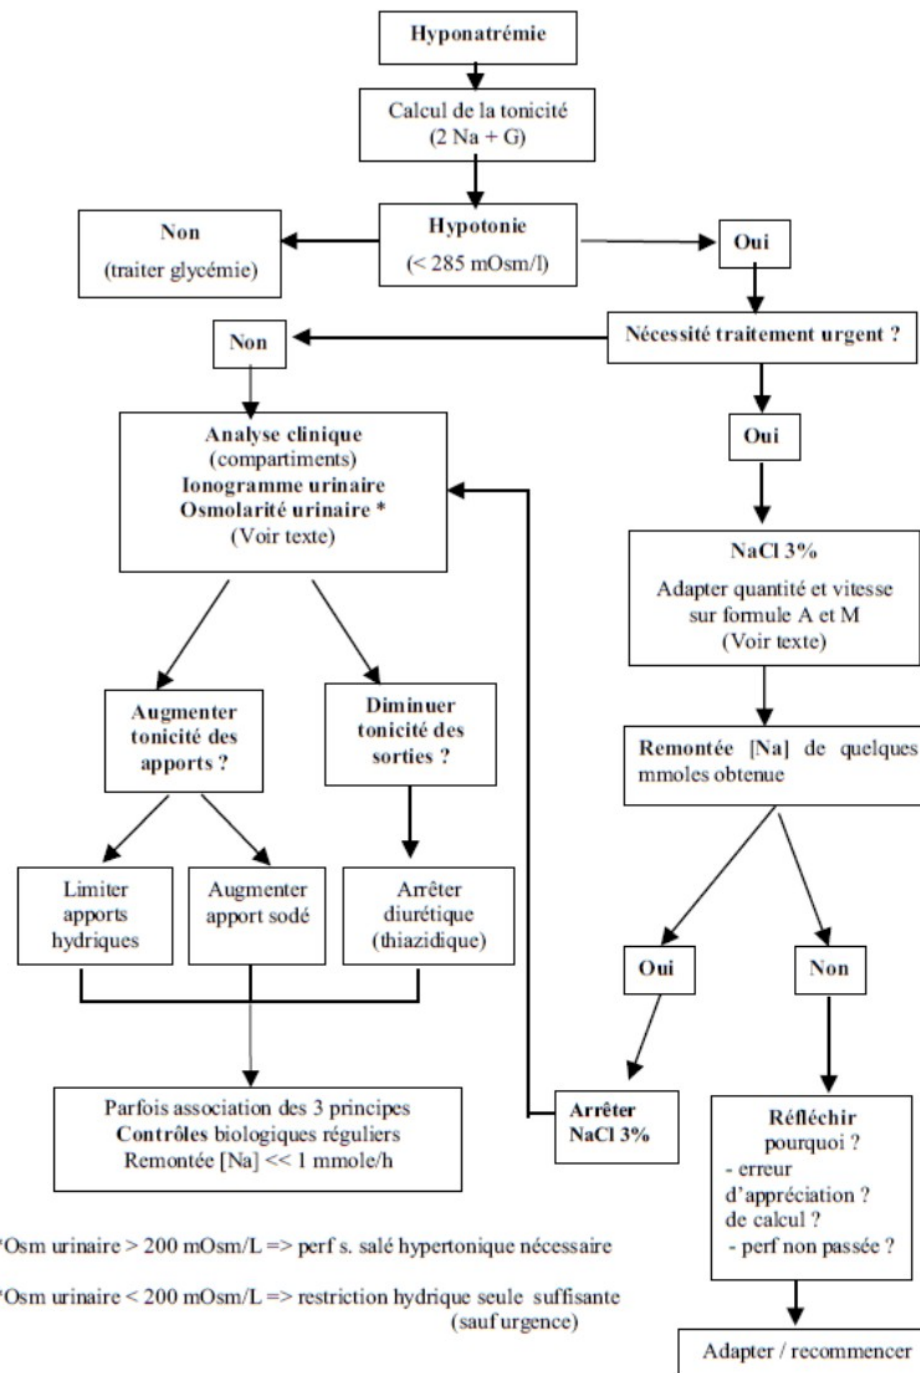 Hyponatrémie
Calcul de la tonicité
(2 Na + G)
Non
(traiter glycémie)
Hypotonie
(< 285 mOsm/l)
Oui
Non
Nécessité traitement urgent ?
Analyse clinique
(compartiments)
Ionogramme urinaire
Osmolarité urinaire *
(Voir texte)
Oui
NaCl 3%
Adapter quantité et vitesse
sur formule A et M
(Voir texte)
Augmenter
tonicité des
apports ?
Diminuer
tonicité des
sorties ?
Remontée [Na] de quelques
mmoles obtenue
Limiter
apports
hydriques
Augmenter
apport sodé
Arrêter
diurétique
(thiazidique)
Oui
Non
Parfois association des 3 principes
Contrôles biologiques réguliers
Remontée [Na] << 1 mmole/h
Arrêter
NaCl 3%
Réfléchir
pourquoi ?
- erreur
d'appréciation ?
de calcul ?
- perf non passée ?
*Osm urinaire > 200 mOsm/L => perf s. salé hypertonique nécessaire
*Osm urinaire < 200 mOsm/L => restriction hydrique seule suffisante
(sauf urgence)
Adapter / recommencer